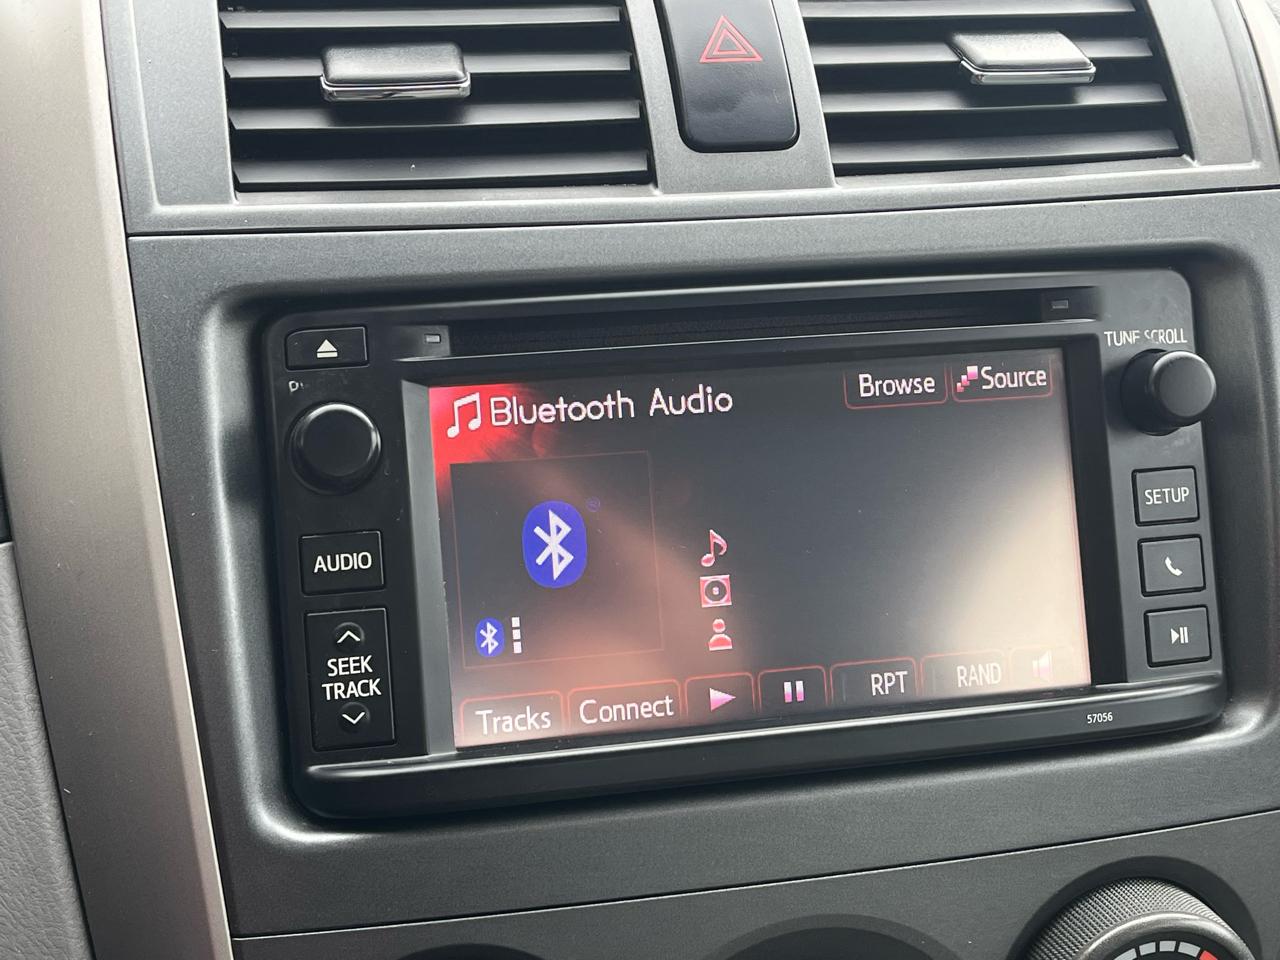 TUNE SCROLL
Bluetooth Audio
Browse
Source
SETUP
AUDIO
SEEK
TRACK
Tracks
Connect
RPT
RAND
57056